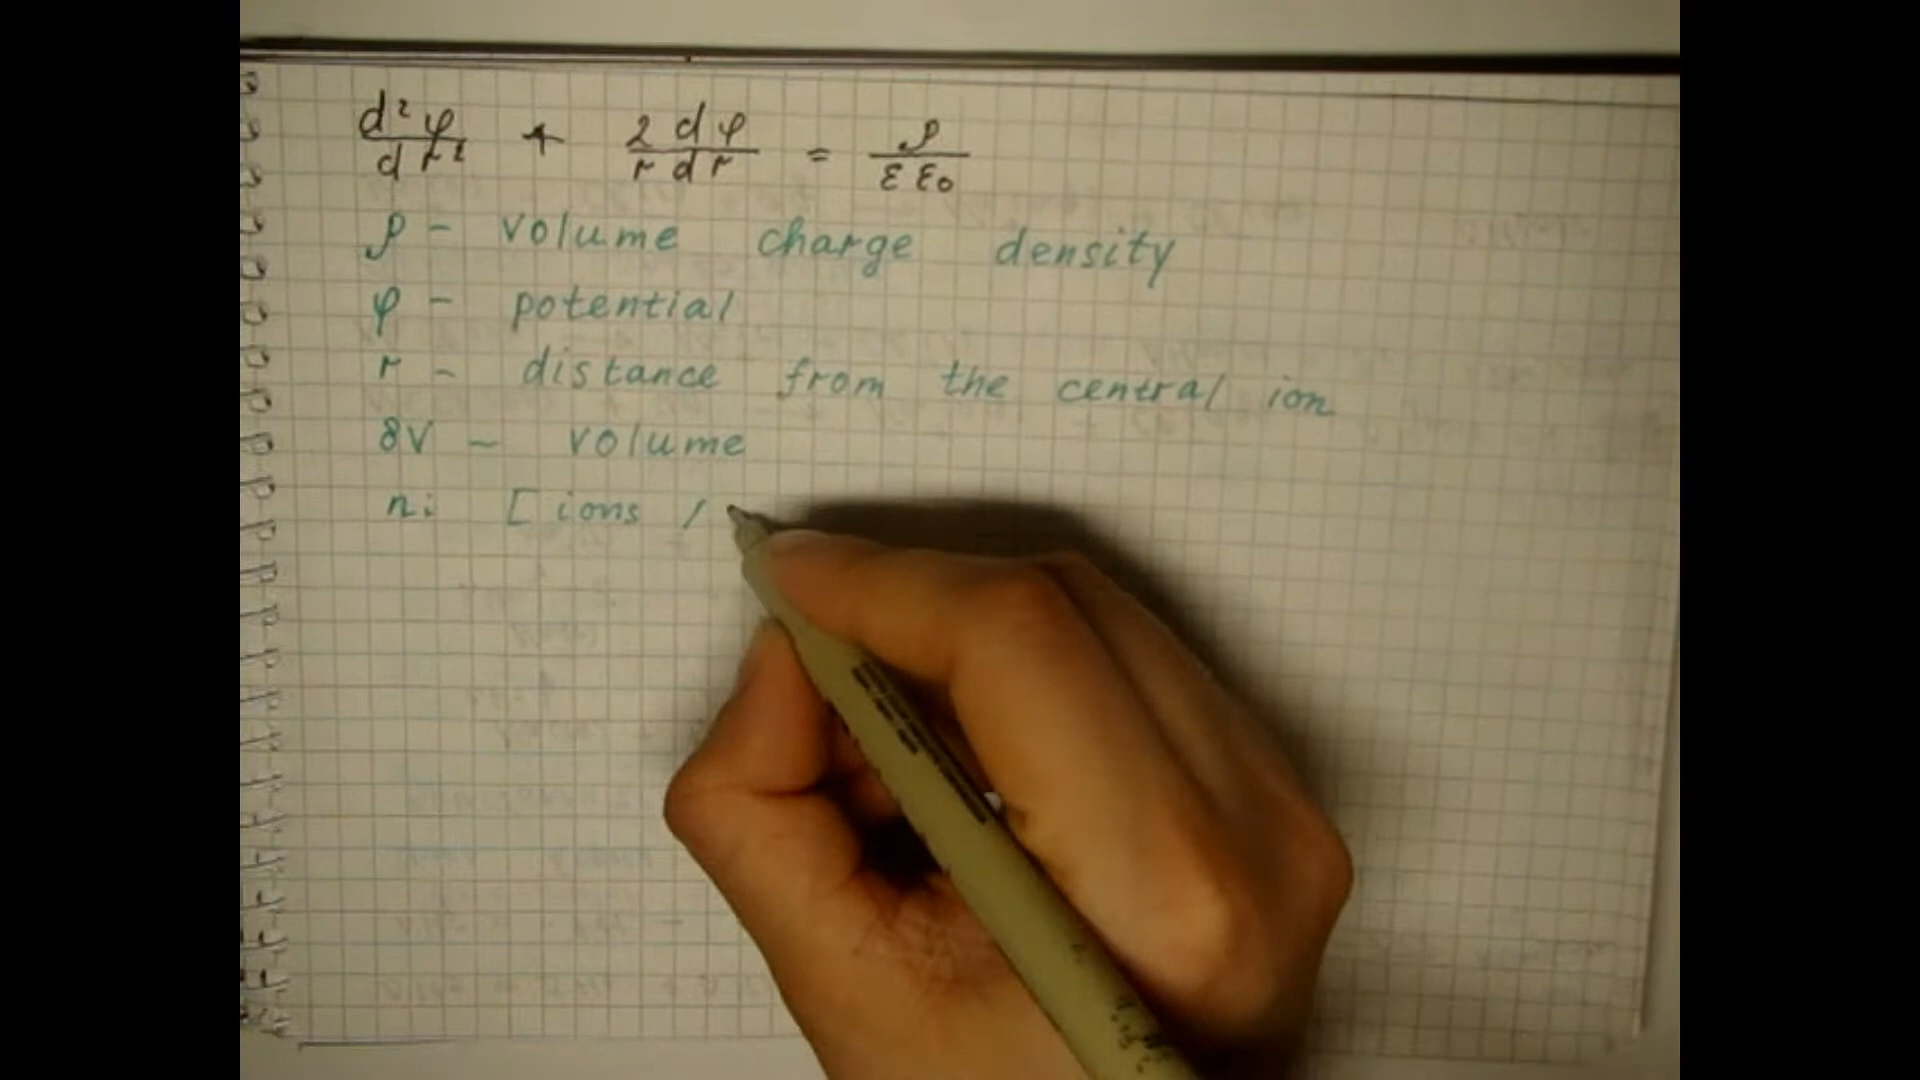 d²φ/dr² + 2dφ/rdr = ρ/εε₀
ρ - volume charge density
φ - potential
r - distance from the central ion
δV - volume
ni [ions /